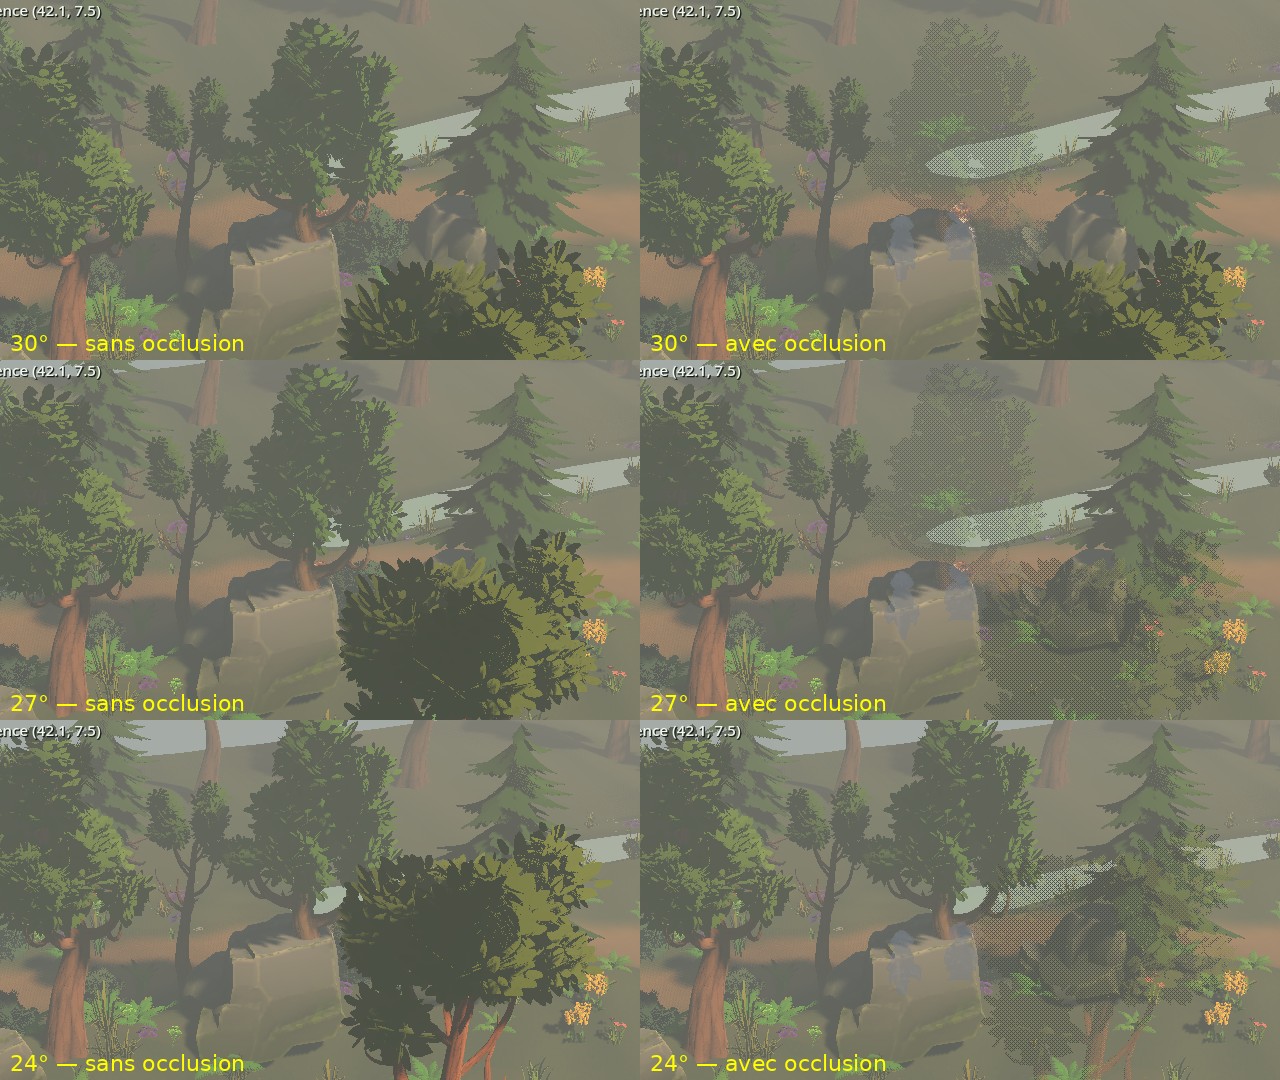 ence (42.1, 7.5)
ence (42.1, 7.5)
30° — sans occlusion
30° — avec occlusion
ence (42.1, 7.5)
ence (42.1, 7.5)
27° — sans occlusion
27° — avec occlusion
ence (42.1, 7.5)
ence (42.1, 7.5)
24° — sans occlusion
24° — avec occlusion